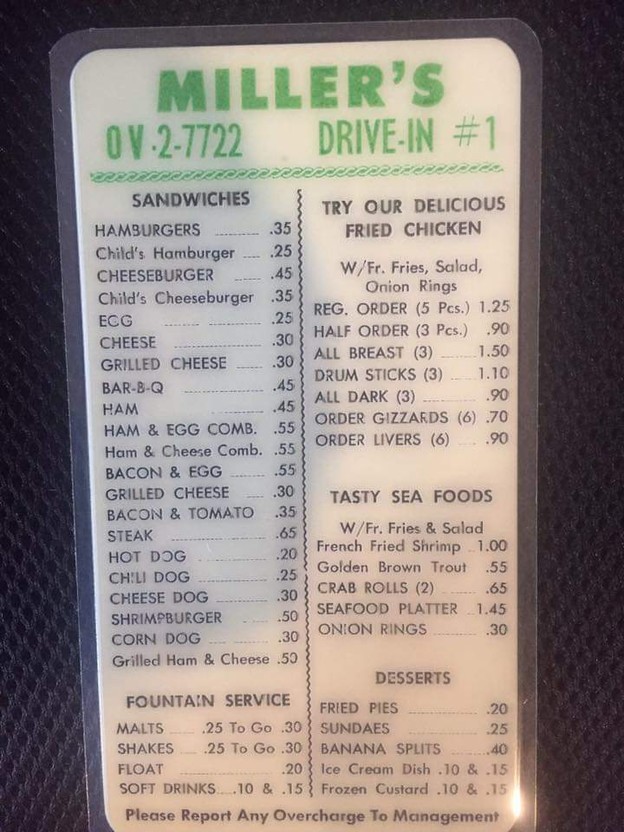 MILLER'S
OV·2-7722 DRIVE-IN #1
SANDWICHES
HAMBURGERS .35
Child's Hamburger .25
CHEESEBURGER .45
Child's Cheeseburger .35
EGG .25
CHEESE .30
GRILLED CHEESE .30
BAR-B-Q .45
HAM .45
HAM & EGG COMB. .55
Ham & Cheese Comb. .55
BACON & EGG .55
GRILLED CHEESE .30
BACON & TOMATO .35
STEAK .65
HOT DOG .20
CHILI DOG .25
CHEESE DOG .30
SHRIMPBURGER .50
CORN DOG .30
Grilled Ham & Cheese .50
FOUNTAIN SERVICE
MALTS .25 To Go .30
SHAKES .25 To Go .30
FLOAT .20
SOFT DRINKS .10 & .15
TRY OUR DELICIOUS
FRIED CHICKEN
W/Fr. Fries, Salad,
Onion Rings
REG. ORDER (5 Pcs.) 1.25
HALF ORDER (3 Pcs.) .90
ALL BREAST (3) 1.50
DRUM STICKS (3) 1.10
ALL DARK (3) .90
ORDER GIZZARDS (6) .70
ORDER LIVERS (6) .90
TASTY SEA FOODS
W/Fr. Fries & Salad
French Fried Shrimp 1.00
Golden Brown Trout .55
CRAB ROLLS (2) .65
SEAFOOD PLATTER 1.45
ONION RINGS .30
DESSERTS
FRIED PIES .20
SUNDAES .25
BANANA SPLITS .40
Ice Cream Dish .10 & .15
Frozen Custard .10 & .15
Please Report Any Overcharge To Management